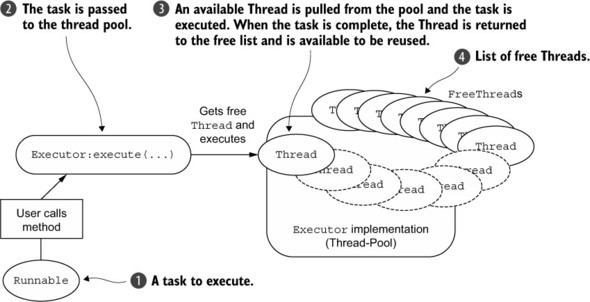 2 The task is passed
to the thread pool.
3 An available Thread is pulled from the pool and the task is
executed. When the task is complete, the Thread is returned
to the free list and is available to be reused.
4 List of free Threads.
FreeThreads
Gets free
Thread and
executes
Executor:execute(...)
Thread
Thread
User calls
method
Executor implementation
(Thread-Pool)
Runnable
1 A task to execute.